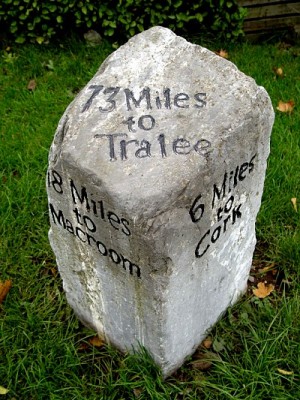 73 Miles
to
Tralee
18 Miles
to
Macroom
6 Miles
to
Cork